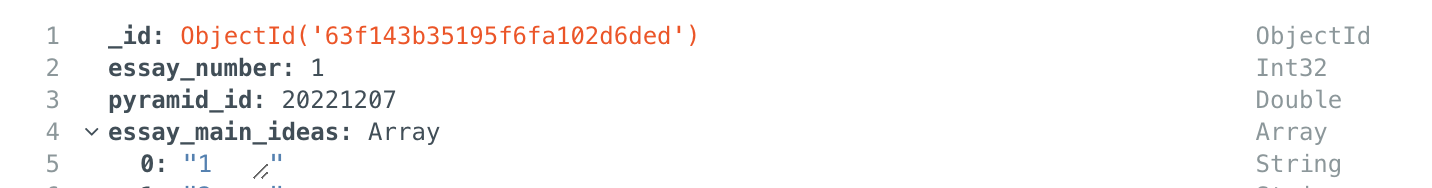 1 _id: ObjectId('63f143b35195f6fa102d6ded') ObjectId
2 essay_number: 1 Int32
3 pyramid_id: 20221207 Double
4 essay_main_ideas: Array Array
5 0: "1 " String